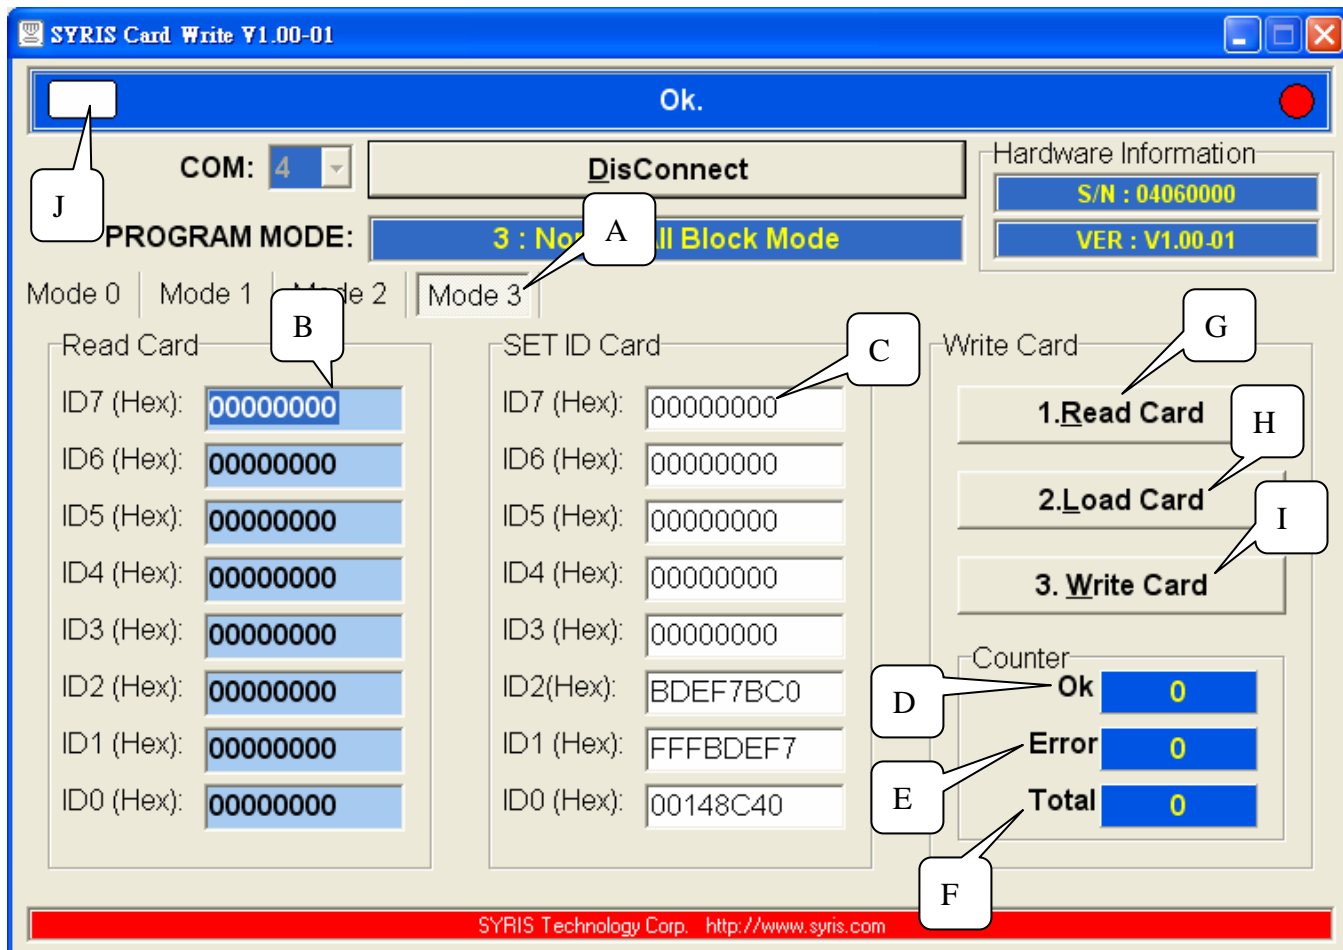 SYRIS Card Write V1.00-01
Ok.
COM: 4 DisConnect
Hardware Information
S/N : 04060000
J
PROGRAM MODE: 3 : Nor All Block Mode
A
VER : V1.00-01
Mode 0 Mode 1 Mode 2 Mode 3
B
C
G
Read Card
ID7 (Hex): 00000000
ID6 (Hex): 00000000
ID5 (Hex): 00000000
ID4 (Hex): 00000000
ID3 (Hex): 00000000
ID2 (Hex): 00000000
ID1 (Hex): 00000000
ID0 (Hex): 00000000
SET ID Card
ID7 (Hex): 00000000
ID6 (Hex): 00000000
ID5 (Hex): 00000000
ID4 (Hex): 00000000
ID3 (Hex): 00000000
ID2(Hex): BDEF7BC0
ID1 (Hex): FFFBDEF7
ID0 (Hex): 00148C40
Write Card
1.Read Card
H
2.Load Card
I
3. Write Card
Counter
D
Ok 0
E
Error 0
F
Total 0
SYRIS Technology Corp. http://www.syris.com